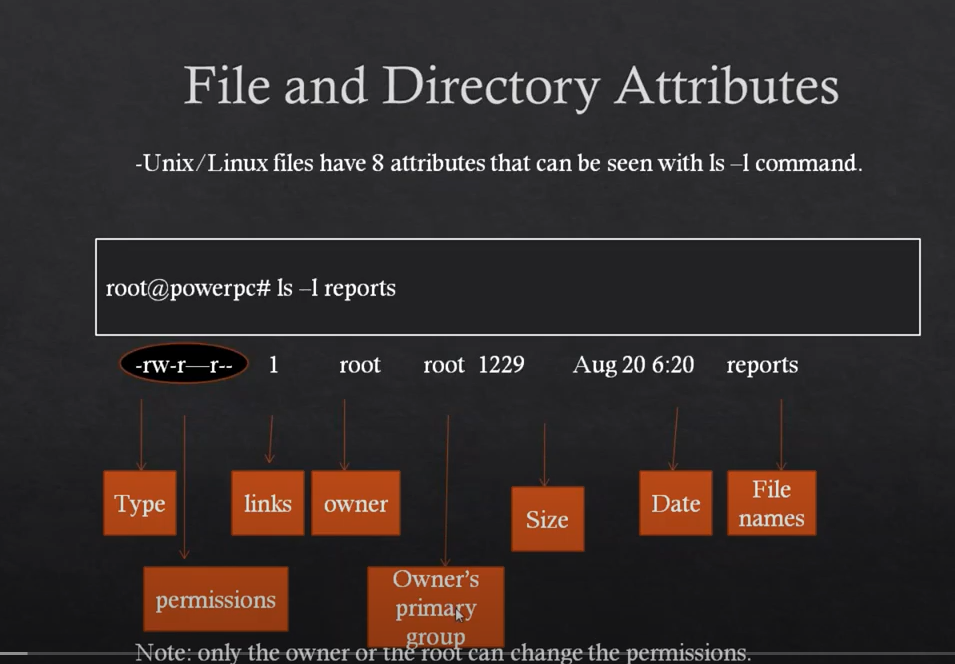 File and Directory Attributes
-Unix/Linux files have 8 attributes that can be seen with ls –l command.
root@powerpc# ls –l reports
-rw-r—r-- 1 root root 1229 Aug 20 6:20 reports
Type
links
owner
Size
Date
File
names
permissions
Owner’s
primary
group
Note: only the owner or the root can change the permissions.